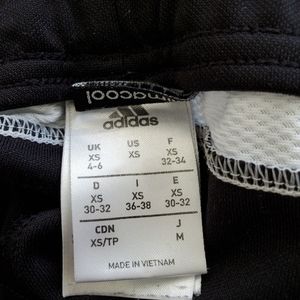 macool
adidas
UK US F
XS XS XS
4-6 32-34
D I E
XS XS XS
30-32 36-38 30-32
CDN J
XS/TP M
MADE IN VIETNAM